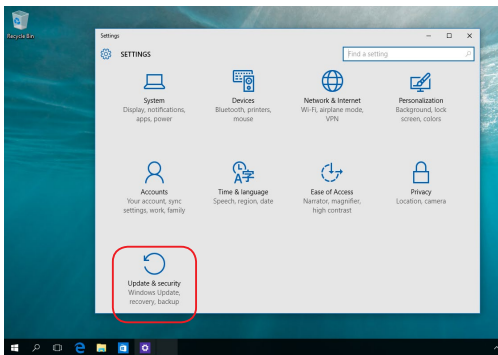 Recycle Bin
Settings
SETTINGS
Find a setting
System
Display, notifications,
apps, power
Devices
Bluetooth, printers,
mouse
Network & Internet
Wi-Fi, airplane mode,
VPN
Personalization
Background, lock
screen, colors
Accounts
Your account, sync
settings, work, family
Time & language
Speech, region, date
Ease of Access
Narrator, magnifier,
high contrast
Privacy
Location, camera
Update & security
Windows Update,
recovery, backup